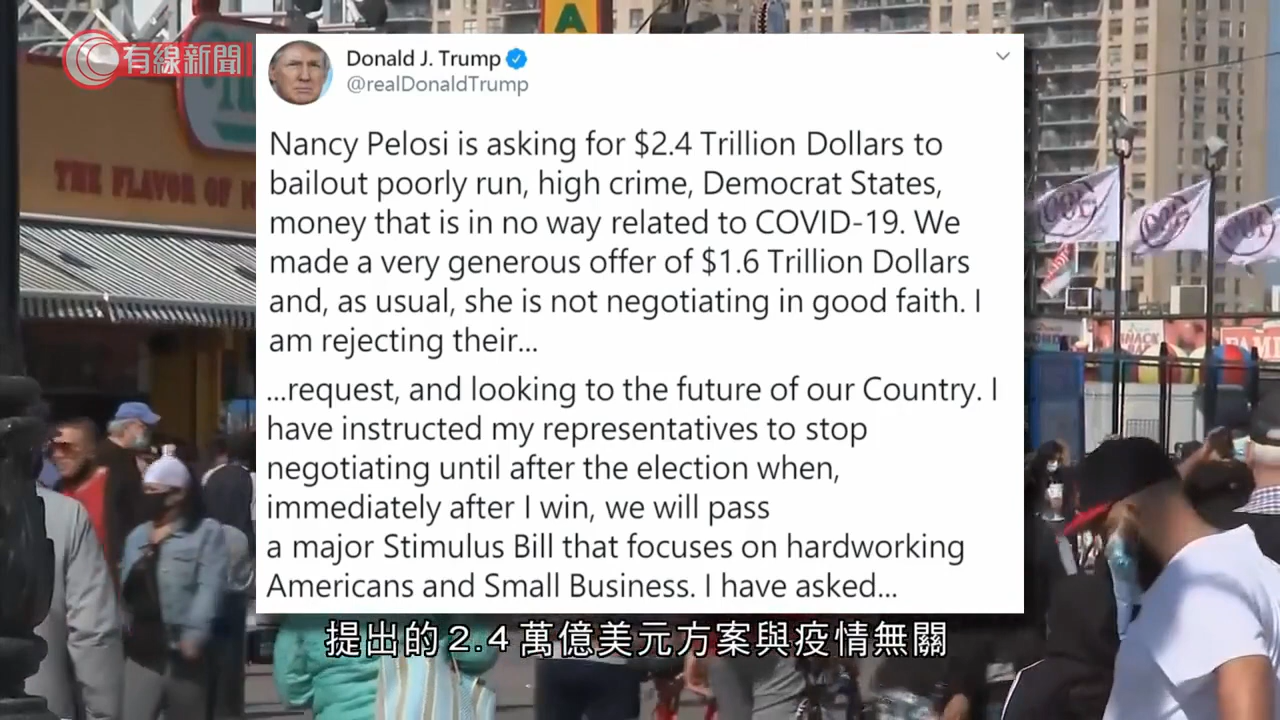 有線新聞
A
THE FLAVOR OF
Donald J. Trump
@realDonaldTrump
Nancy Pelosi is asking for $2.4 Trillion Dollars to
bailout poorly run, high crime, Democrat States,
money that is in no way related to COVID-19. We
made a very generous offer of $1.6 Trillion Dollars
and, as usual, she is not negotiating in good faith. I
am rejecting their...
...request, and looking to the future of our Country. I
have instructed my representatives to stop
negotiating until after the election when,
immediately after I win, we will pass
a major Stimulus Bill that focuses on hardworking
Americans and Small Business. I have asked...
提出的2.4萬億美元方案與疫情無關